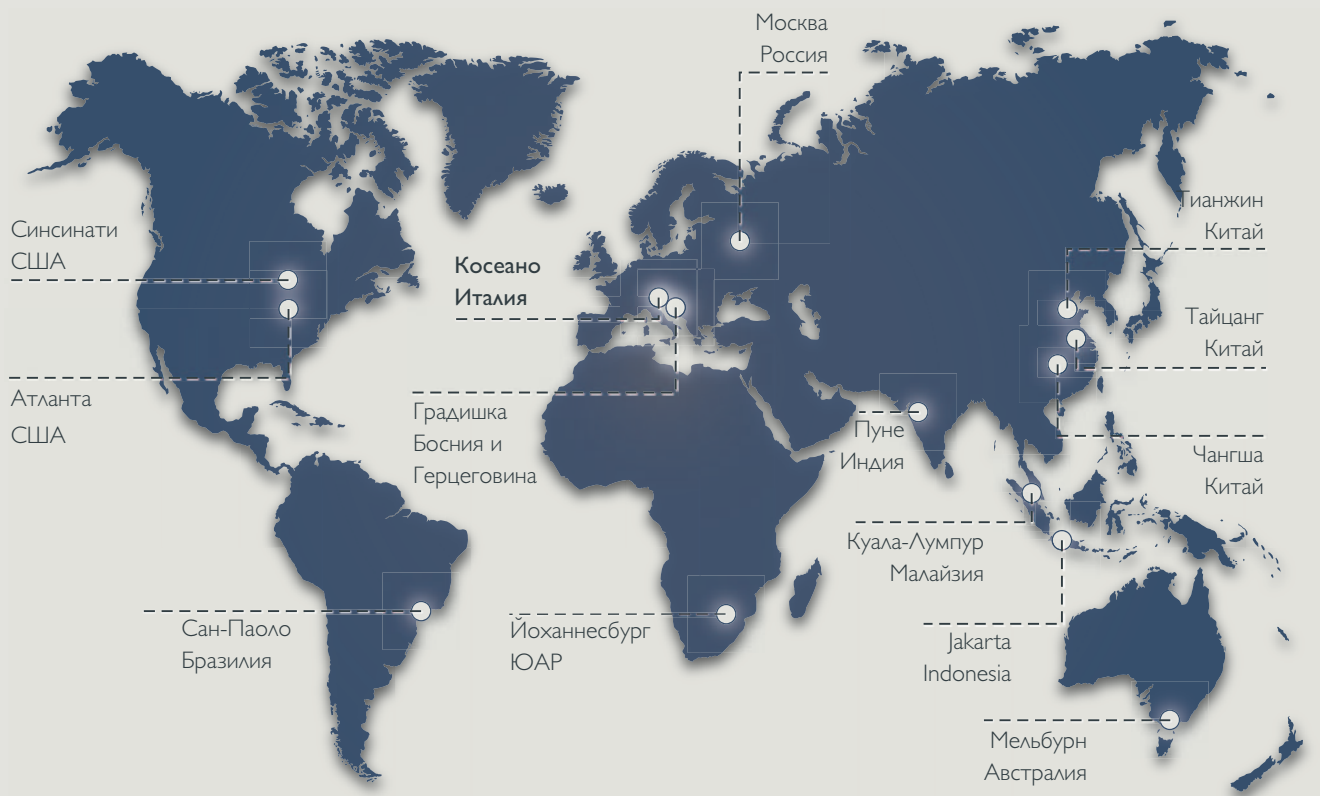 Москва
Россия
Тианжин
Китай
Синсинати
США
Косеано
Италия
Тайцанг
Китай
Атланта
США
Градишка
Босния и
Герцеговина
Пуне
Индия
Чангша
Китай
Куала-Лумпур
Малайзия
Сан-Паоло
Бразилия
Йоханнесбург
ЮАР
Jakarta
Indonesia
Мельбурн
Австралия